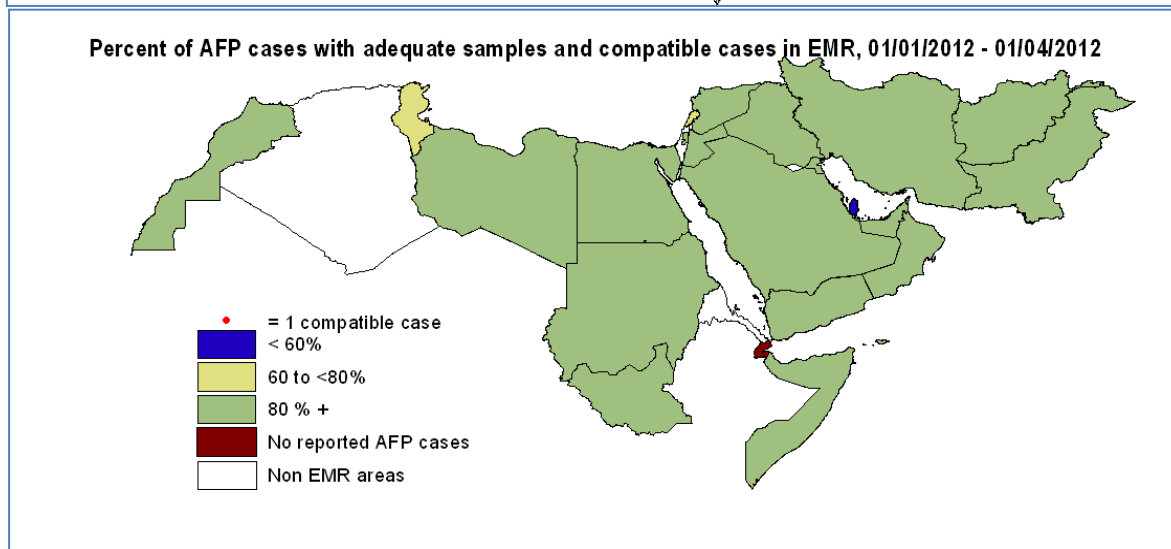 Percent of AFP cases with adequate samples and compatible cases in EMR, 01/01/2012 - 01/04/2012
= 1 compatible case
< 60%
60 to <80%
80 % +
No reported AFP cases
Non EMR areas